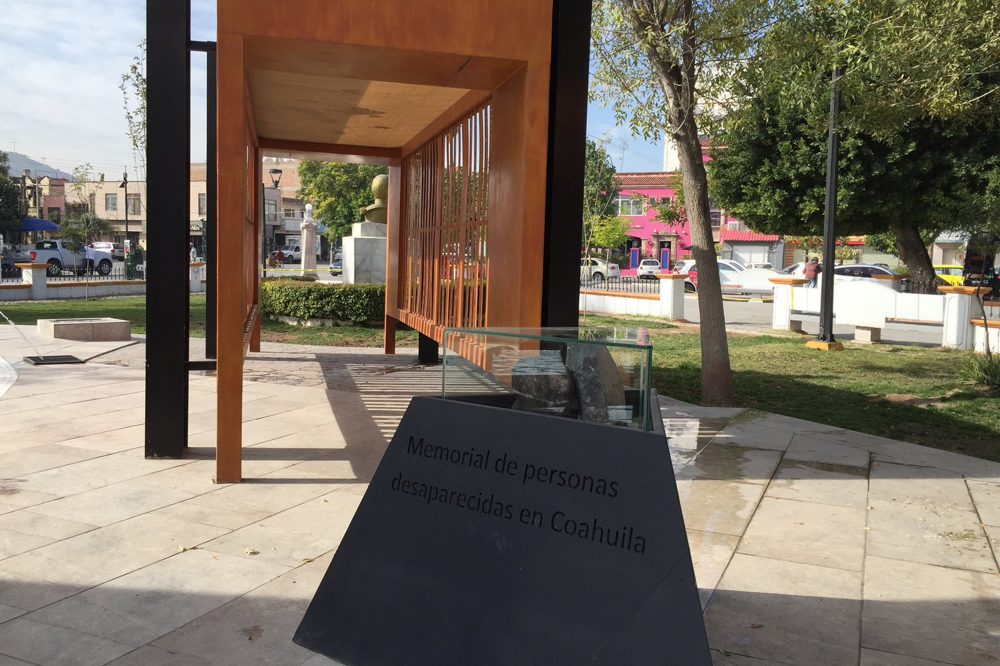 Memorial de personas
desaparecidas en Coahuila